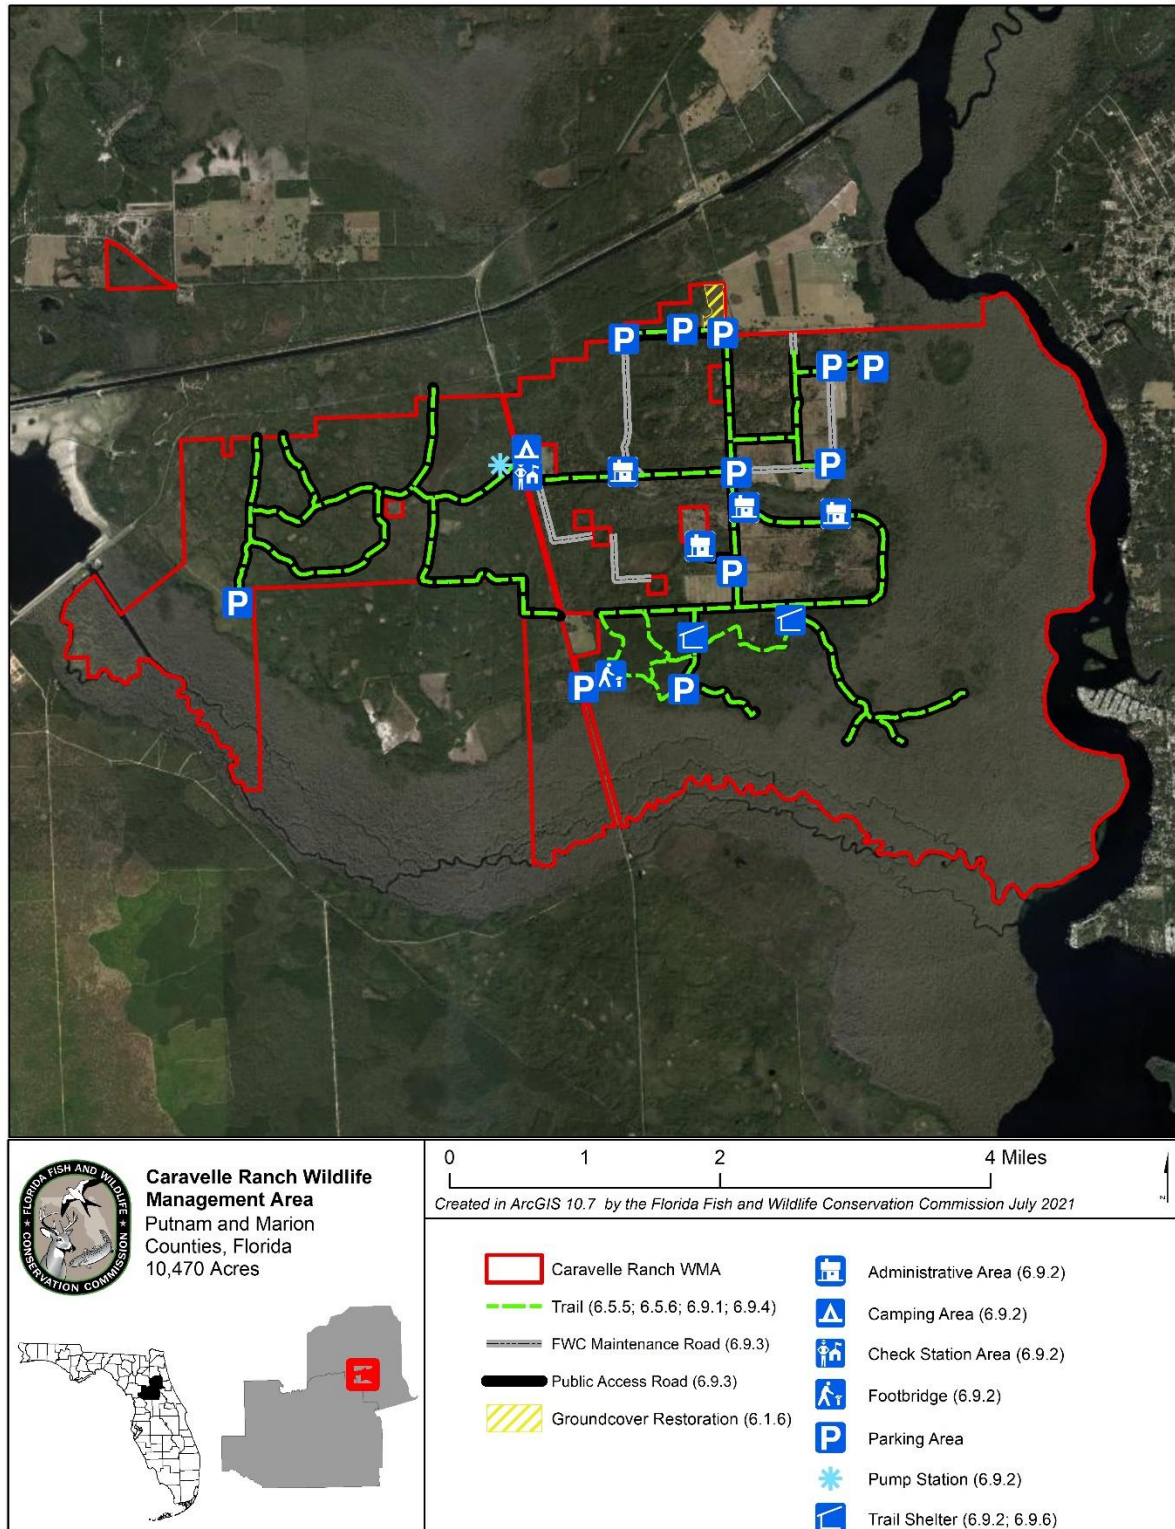 P
P
P
P
P
P
P
P
P
P
P
P
FLORIDA FISH AND WILDLIFE
CONSERVATION COMMISSION
Caravelle Ranch Wildlife
Management Area
Putnam and Marion
Counties, Florida
10,470 Acres
0 1 2 4 Miles
Created in ArcGIS 10.7 by the Florida Fish and Wildlife Conservation Commission July 2021
Caravelle Ranch WMA
Trail (6.5.5; 6.5.6; 6.9.1; 6.9.4)
FWC Maintenance Road (6.9.3)
Public Access Road (6.9.3)
Groundcover Restoration (6.1.6)
Administrative Area (6.9.2)
Camping Area (6.9.2)
Check Station Area (6.9.2)
Footbridge (6.9.2)
P Parking Area
Pump Station (6.9.2)
Trail Shelter (6.9.2; 6.9.6)